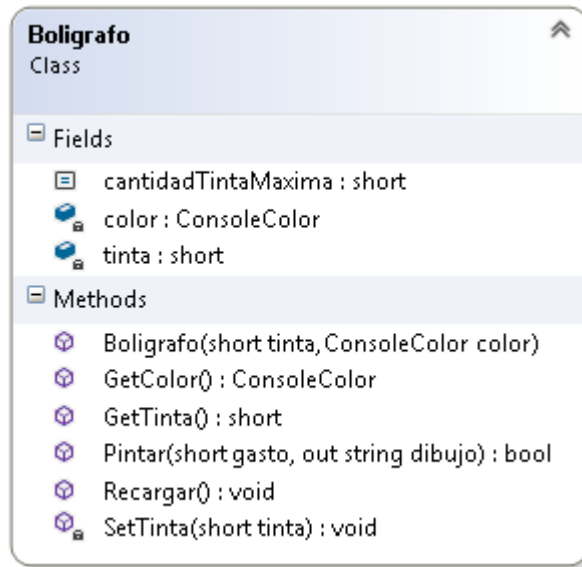 Boligrafo
Class
Fields
cantidadTintaMaxima : short
color : ConsoleColor
tinta : short
Methods
Boligrafo(short tinta,ConsoleColor color)
GetColor() : ConsoleColor
GetTinta() : short
Pintar(short gasto, out string dibujo) : bool
Recargar() : void
SetTinta(short tinta) : void